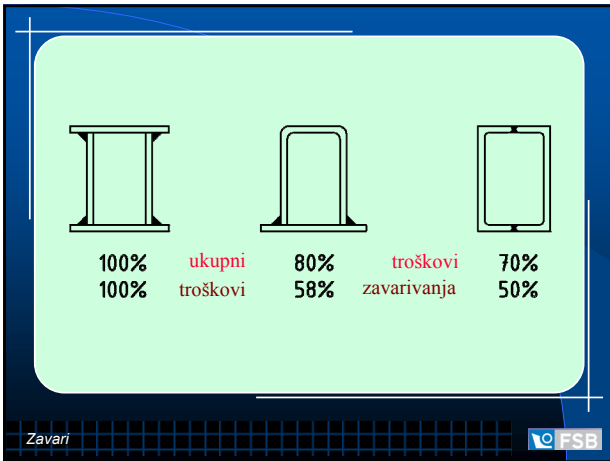 100% ukupni 80% troškovi 70%
100% troškovi 58% zavarivanja 50%
Zavari
FSB